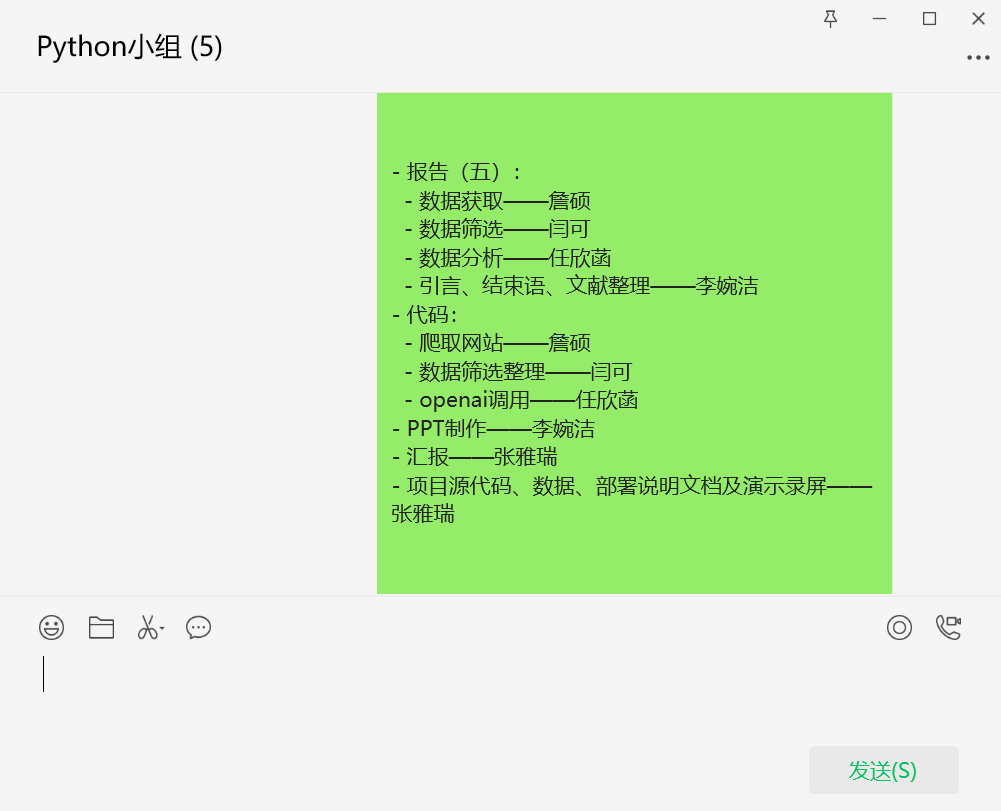 Python小组 (5)
- 报告（五）:
- 数据获取——詹硕
- 数据筛选——闫可
- 数据分析——任欣菡
- 引言、结束语、文献整理——李婉洁
- 代码:
- 爬取网站——詹硕
- 数据筛选整理——闫可
- openai调用——任欣菡
- PPT制作——李婉洁
- 汇报——张雅瑞
- 项目源代码、数据、部署说明文档及演示录屏——
张雅瑞
发送(S)